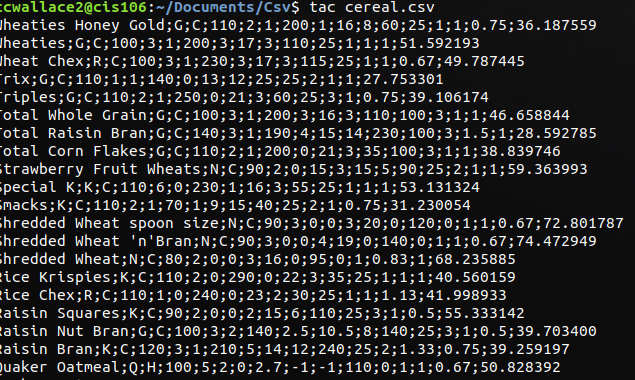 ccwallace2@cis106:~/Documents/Csv$ tac cereal.csv
Wheaties Honey Gold;G;C;110;2;1;200;1;16;8;60;25;1;1;0.75;36.187559
Wheaties;G;C;100;3;1;200;3;17;3;110;25;1;1;1;51.592193
Wheat Chex;R;C;100;3;1;230;3;17;3;115;25;1;1;0.67;49.787445
Trix;G;C;110;1;1;140;0;13;12;25;25;2;1;1;27.753301
Triples;G;C;110;2;1;250;0;21;3;60;25;3;1;0.75;39.106174
Total Whole Grain;G;C;100;3;1;200;3;16;3;110;100;3;1;1;46.658844
Total Raisin Bran;G;C;140;3;1;190;4;15;14;230;100;3;1.5;1;28.592785
Total Corn Flakes;G;C;110;2;1;200;0;21;3;35;100;3;1;1;38.839746
Strawberry Fruit Wheats;N;C;90;2;0;15;3;15;5;90;25;2;1;1;59.363993
Special K;K;C;110;6;0;230;1;16;3;55;25;1;1;1;53.131324
Smacks;K;C;110;2;1;70;1;9;15;40;25;2;1;0.75;31.230054
Shredded Wheat spoon size;N;C;90;3;0;0;3;20;0;120;0;1;1;0.67;72.801787
Shredded Wheat 'n'Bran;N;C;90;3;0;0;4;19;0;140;0;1;1;0.67;74.472949
Shredded Wheat;N;C;80;2;0;0;3;16;0;95;0;1;0.83;1;68.235885
Rice Krispies;K;C;110;2;0;290;0;22;3;35;25;1;1;1;40.560159
Rice Chex;R;C;110;1;0;240;0;23;2;30;25;1;1;1.13;41.998933
Raisin Squares;K;C;90;2;0;0;2;15;6;110;25;3;1;0.5;55.333142
Raisin Nut Bran;G;C;100;3;2;140;2.5;10.5;8;140;25;3;1;0.5;39.703400
Raisin Bran;K;C;120;3;1;210;5;14;12;240;25;2;1.33;0.75;39.259197
Quaker Oatmeal;Q;H;100;5;2;0;2.7;-1;-1;110;0;1;1;0.67;50.828392